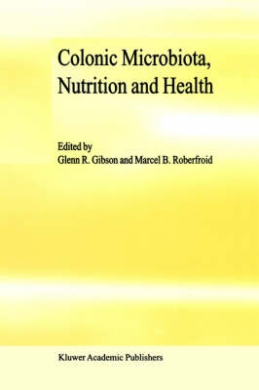 Colonic Microbiota,
Nutrition and Health
Edited by
Glenn R. Gibson and Marcel B. Roberfroid
Kluwer Academic Publishers